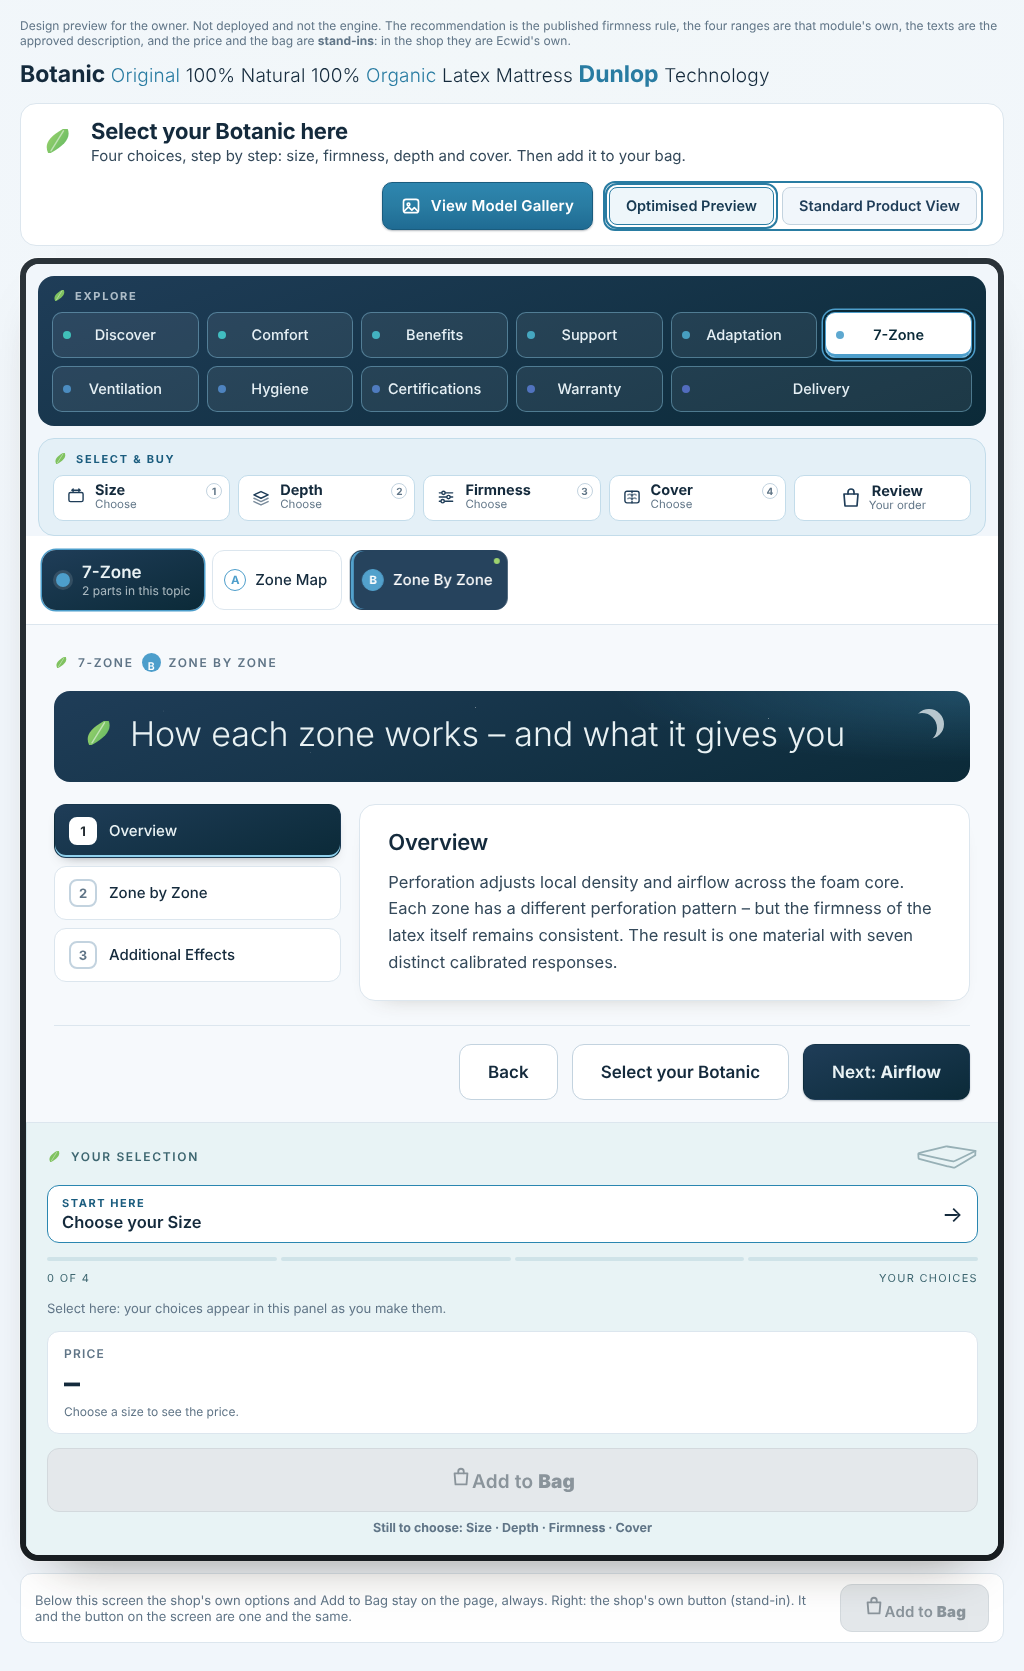 Design preview for the owner. Not deployed and not the engine. The recommendation is the published firmness rule, the four ranges are that module's own, the texts are the
approved description, and the price and the bag are stand-ins: in the shop they are Ecwid's own.
Botanic Original 100% Natural 100% Organic Latex Mattress Dunlop Technology
Select your Botanic here
Four choices, step by step: size, firmness, depth and cover. Then add it to your bag.
View Model Gallery
Optimised Preview
Standard Product View
EXPLORE
Discover
Comfort
Benefits
Support
Adaptation
7-Zone
Ventilation
Hygiene
Certifications
Warranty
Delivery
SELECT & BUY
Size
Choose
1
Depth
Choose
2
Firmness
Choose
3
Cover
Choose
4
Review
Your order
7-Zone
2 parts in this topic
A Zone Map
B Zone By Zone
7-ZONE B ZONE BY ZONE
How each zone works – and what it gives you
1 Overview
2 Zone by Zone
3 Additional Effects
Overview
Perforation adjusts local density and airflow across the foam core.
Each zone has a different perforation pattern – but the firmness of the
latex itself remains consistent. The result is one material with seven
distinct calibrated responses.
Back
Select your Botanic
Next: Airflow
YOUR SELECTION
START HERE
Choose your Size
0 OF 4
YOUR CHOICES
Select here: your choices appear in this panel as you make them.
PRICE
–
Choose a size to see the price.
Add to Bag
Still to choose: Size · Depth · Firmness · Cover
Below this screen the shop's own options and Add to Bag stay on the page, always. Right: the shop's own button (stand-in). It
and the button on the screen are one and the same.
Add to Bag